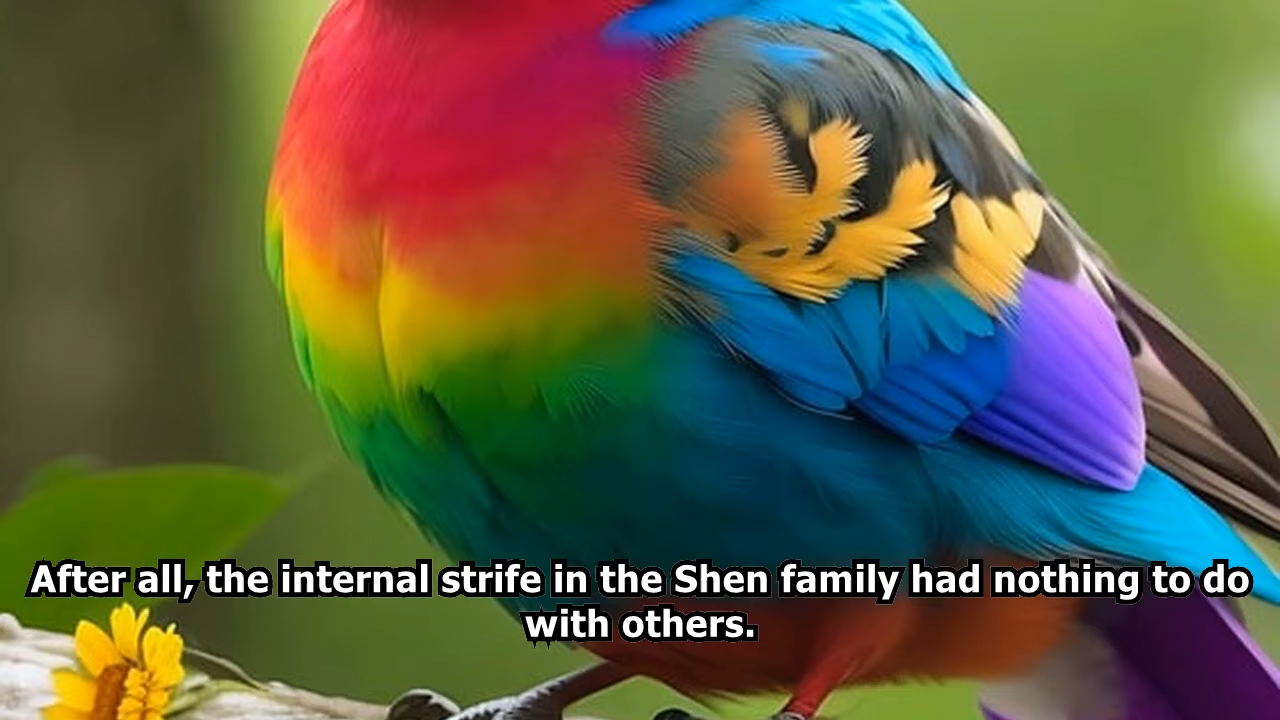 After all, the internal strife in the Shen family had nothing to do
with others.